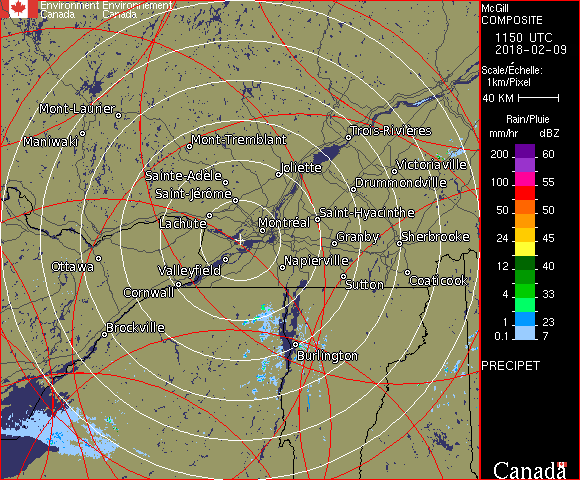 Environment Environnement
Canada Canada
McGill
COMPOSITE
1150 UTC
2018-02-09
Scale/Échelle:
1km/Pixel
40 KM
Rain/Pluie
mm/hr dBZ
200 60
155
100 55
50 50
24 45
12 40
4 33
1 23
0.1 7
PRECIPET
Canada
Mont-Laurier
Maniwaki
Mont-Tremblant
Trois-Rivières
Sainte-Adèle
Joliette
Victoriaville
Saint-Jérôme
Drummondville
Lachute
Montréal
Saint-Hyacinthe
Granby
Sherbrooke
Ottawa
Valleyfield
Napierville
Cornwall
Sutton
Coaticook
Brockville
Burlington